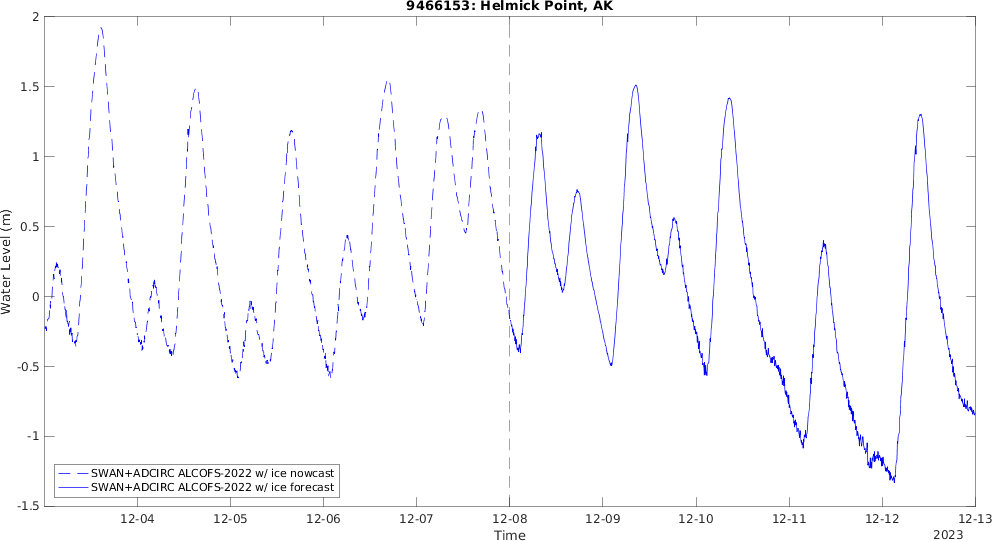 9466153: Helmick Point, AK
2
1.5
1
0.5
0
-0.5
-1
-1.5
Water Level (m)
SWAN+ADCIRC ALCOFS-2022 w/ ice nowcast
SWAN+ADCIRC ALCOFS-2022 w/ ice forecast
12-04 12-05 12-06 12-07 12-08 12-09 12-10 12-11 12-12 12-13
Time
2023